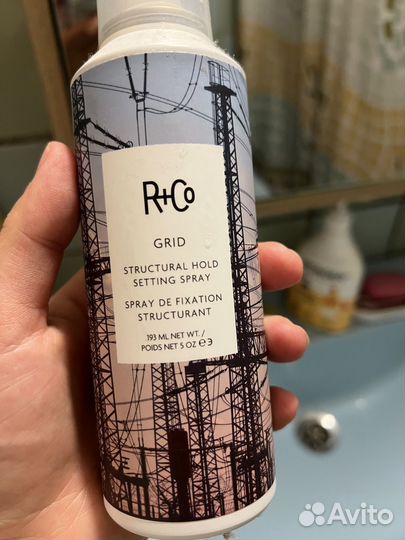 R+Co
GRID
STRUCTURAL HOLD
SETTING SPRAY
SPRAY DE FIXATION
STRUCTURANT
193 ML NET WT. /
POIDS NET 5 OZ ℮ 3
Avito